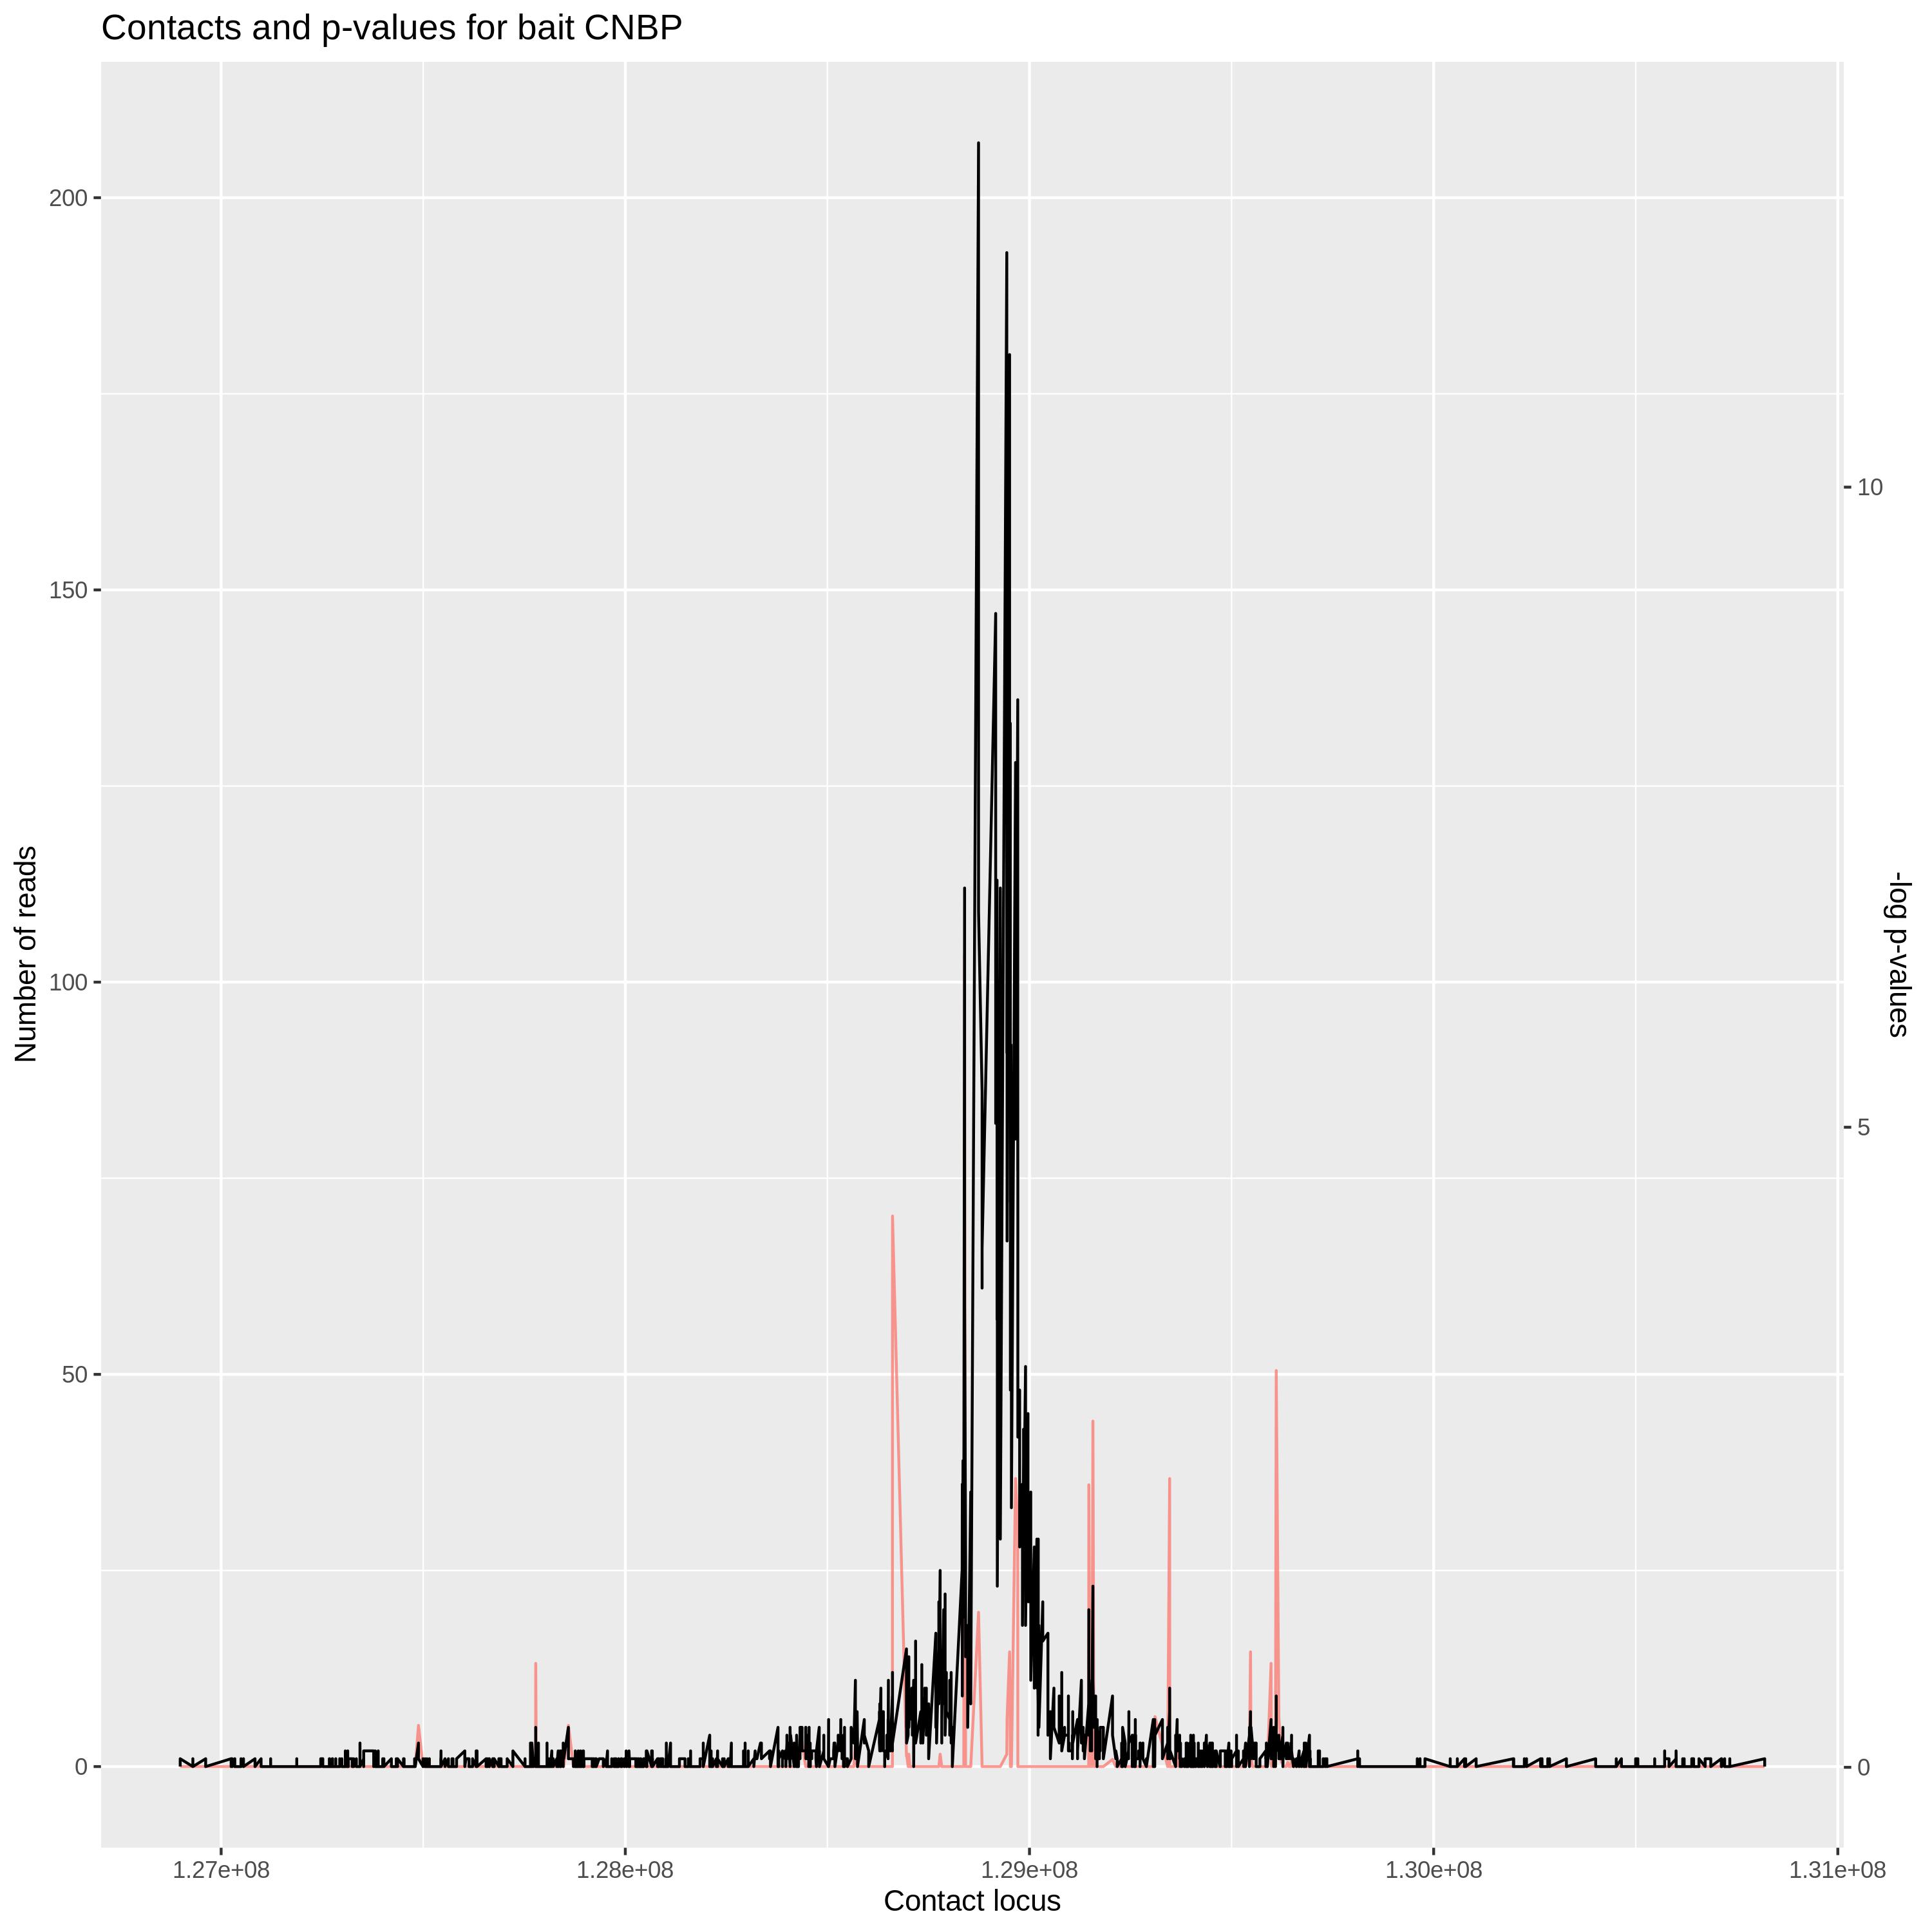 Contacts and p-values for bait CNBP
200
150
100
50
0
Number of reads
10
5
0
-log p-values
1.27e+08
1.28e+08
1.29e+08
1.30e+08
1.31e+08
Contact locus